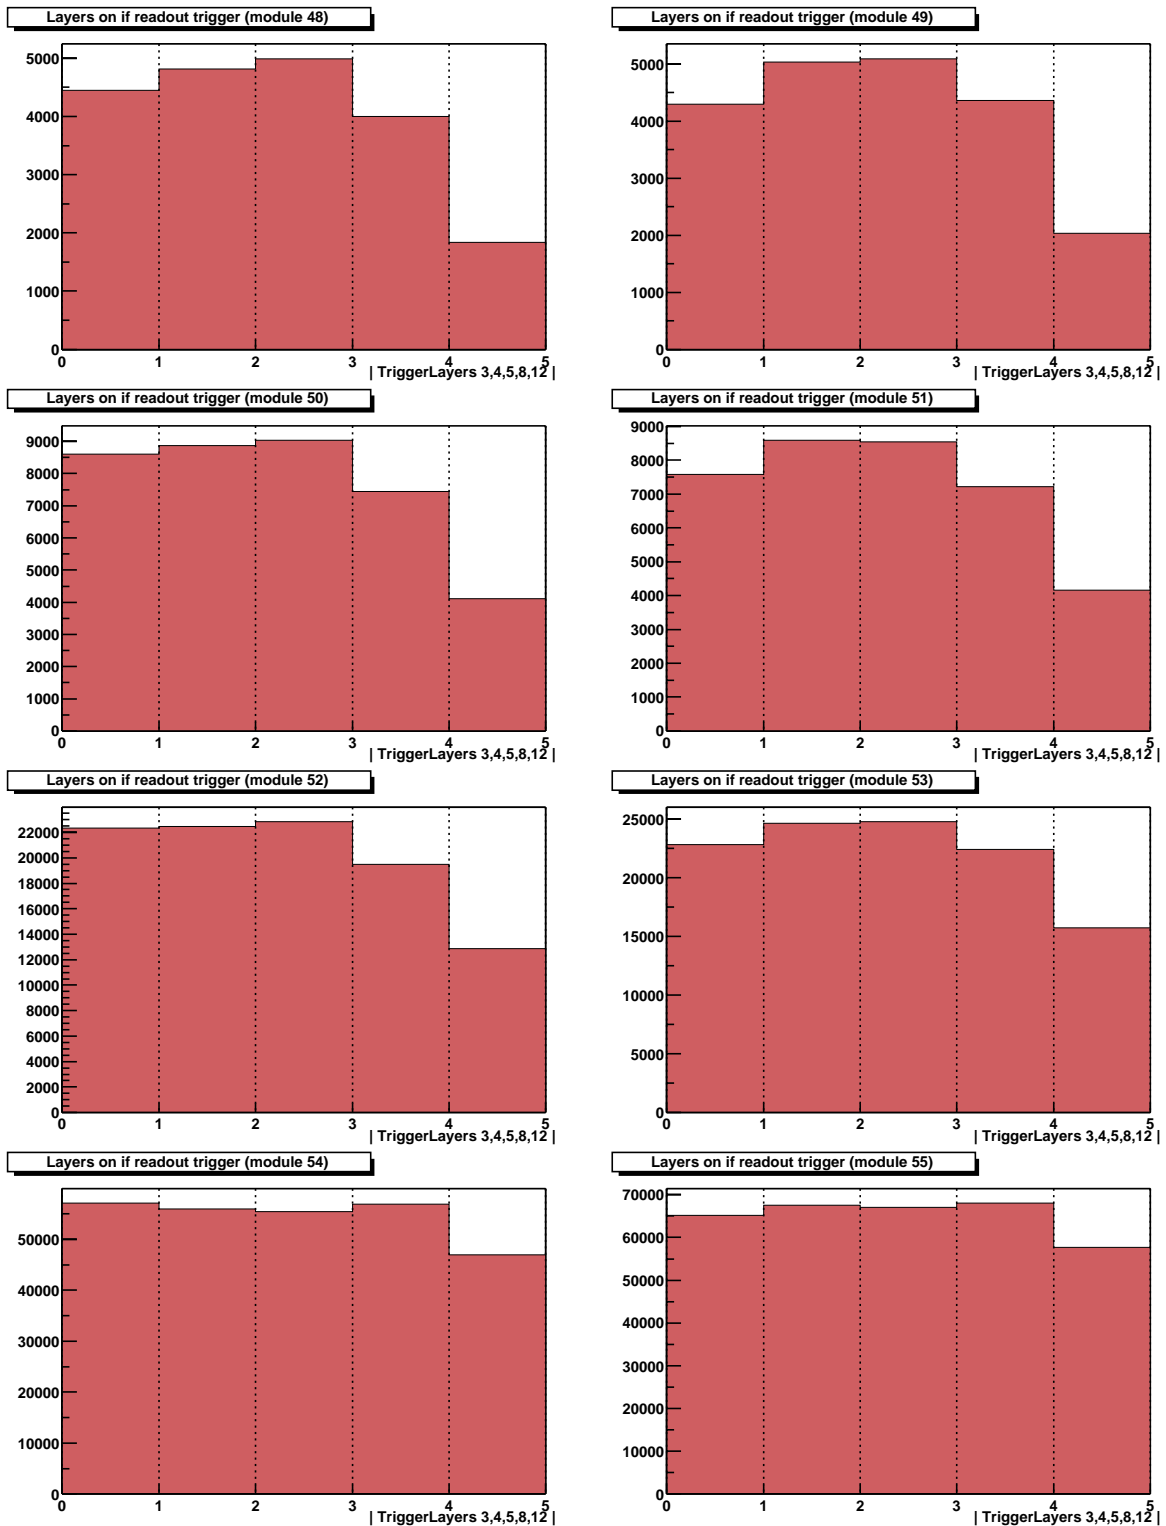 Layers on if readout trigger (module 48)
5000
4000
3000
2000
1000
0
0 1 2 3 4 5
| TriggerLayers 3,4,5,8,12 |
Layers on if readout trigger (module 49)
5000
4000
3000
2000
1000
0
0 1 2 3 4 5
| TriggerLayers 3,4,5,8,12 |
Layers on if readout trigger (module 50)
9000
8000
7000
6000
5000
4000
3000
2000
1000
0
0 1 2 3 4 5
| TriggerLayers 3,4,5,8,12 |
Layers on if readout trigger (module 51)
9000
8000
7000
6000
5000
4000
3000
2000
1000
0
0 1 2 3 4 5
| TriggerLayers 3,4,5,8,12 |
Layers on if readout trigger (module 52)
22000
20000
18000
16000
14000
12000
10000
8000
6000
4000
2000
0
0 1 2 3 4 5
| TriggerLayers 3,4,5,8,12 |
Layers on if readout trigger (module 53)
25000
20000
15000
10000
5000
0
0 1 2 3 4 5
| TriggerLayers 3,4,5,8,12 |
Layers on if readout trigger (module 54)
50000
40000
30000
20000
10000
0
0 1 2 3 4 5
| TriggerLayers 3,4,5,8,12 |
Layers on if readout trigger (module 55)
70000
60000
50000
40000
30000
20000
10000
0
0 1 2 3 4 5
| TriggerLayers 3,4,5,8,12 |